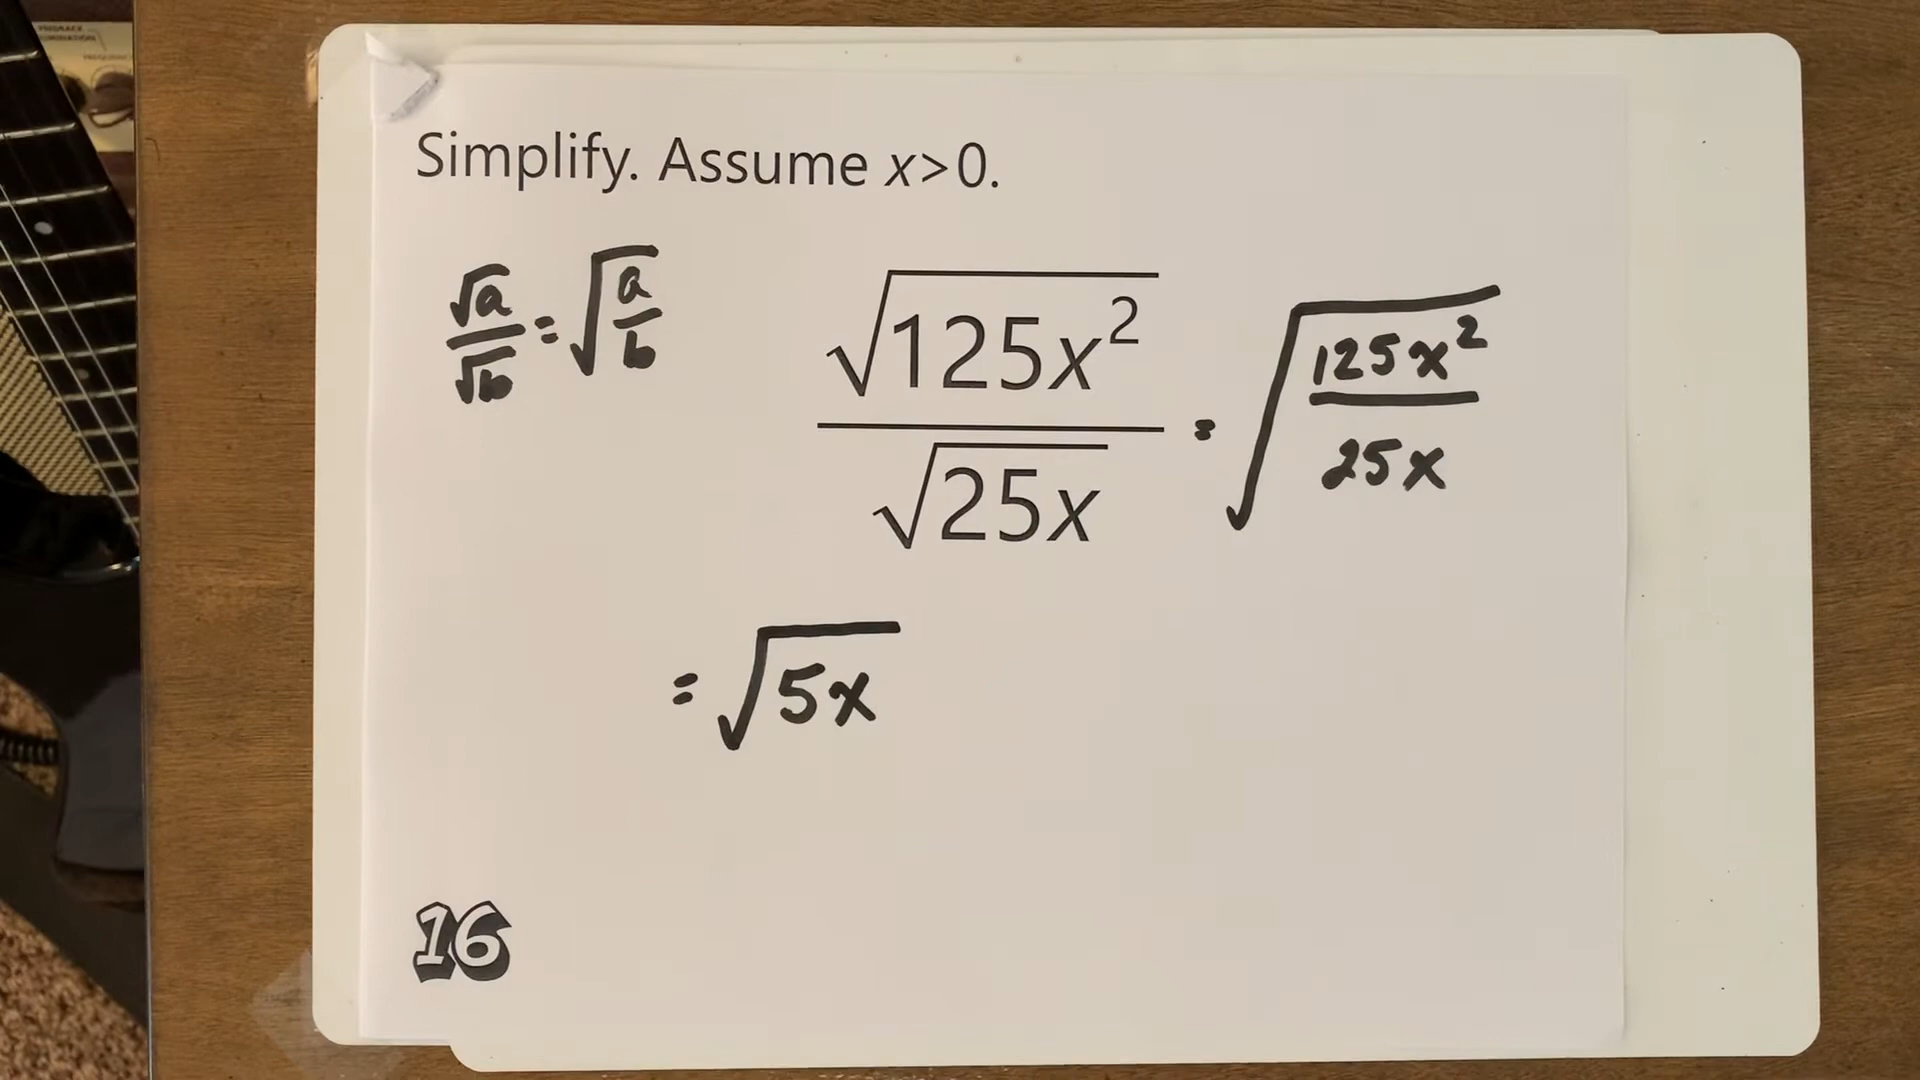 Simplify. Assume x>0.
√a/√b = √(a/b)
√125x² / √25x = √(125x²/25x)
= √5x
16